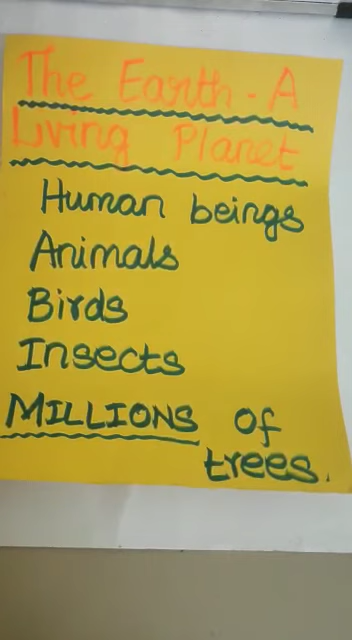 The Earth - A
Living Planet
Human beings
Animals
Birds
Insects
MILLIONS of
trees.